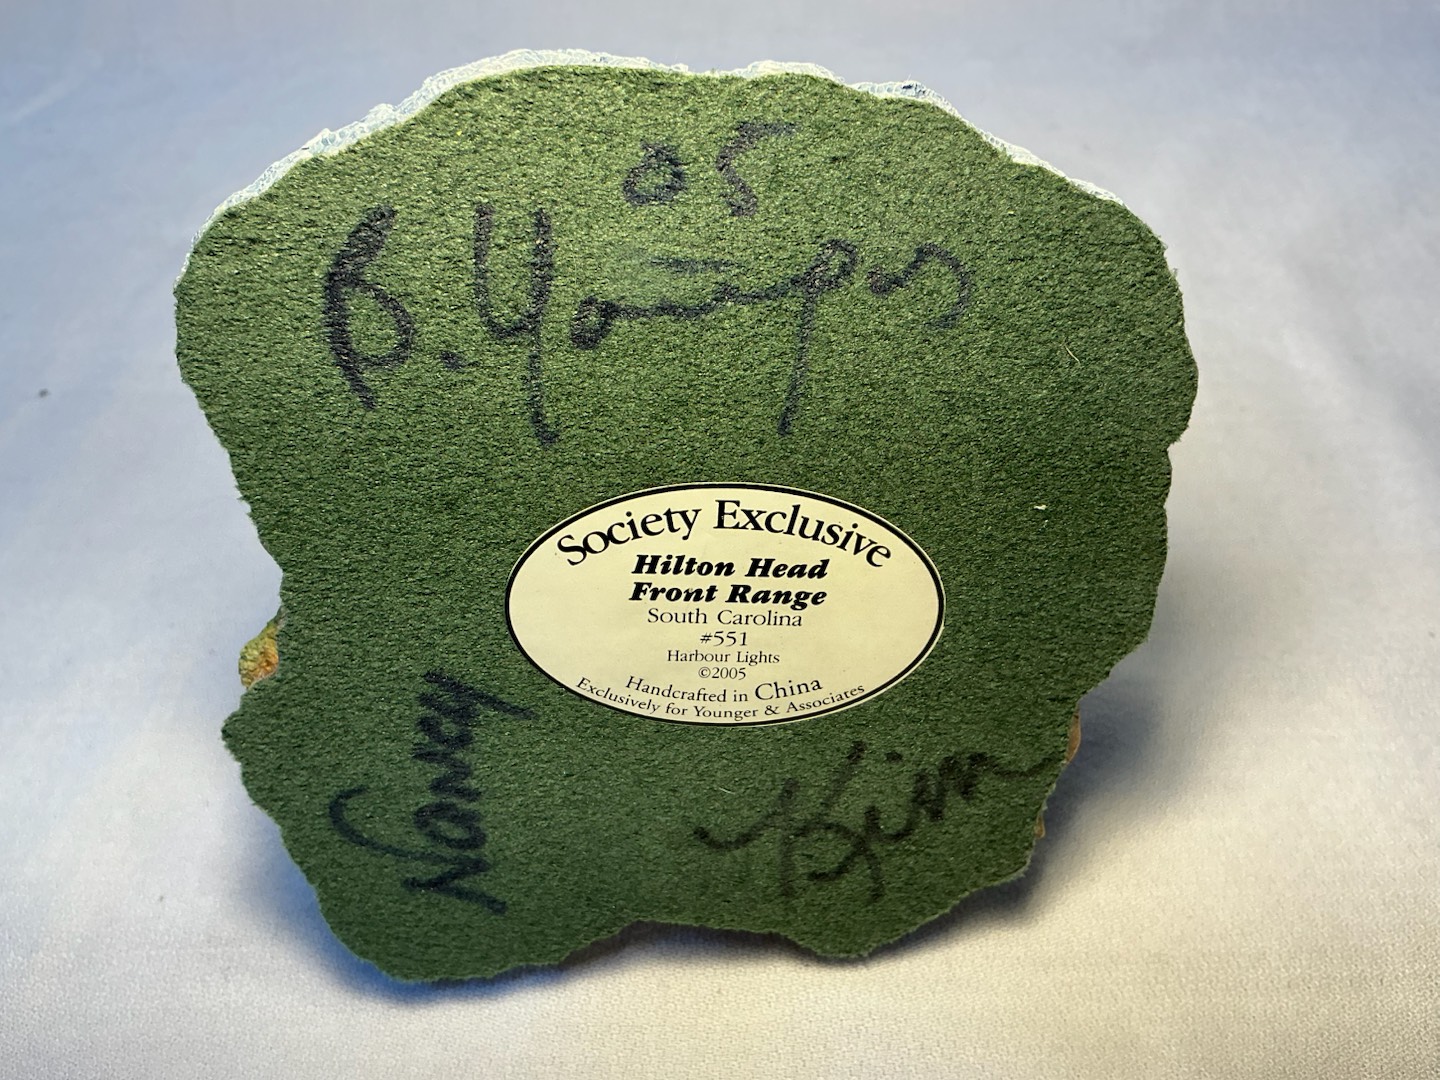 05
B. Younger
Society Exclusive
Hilton Head
Front Range
South Carolina
#551
Harbour Lights
©2005
Handcrafted in China
Exclusively for Younger & Associates
Nancy
Kim